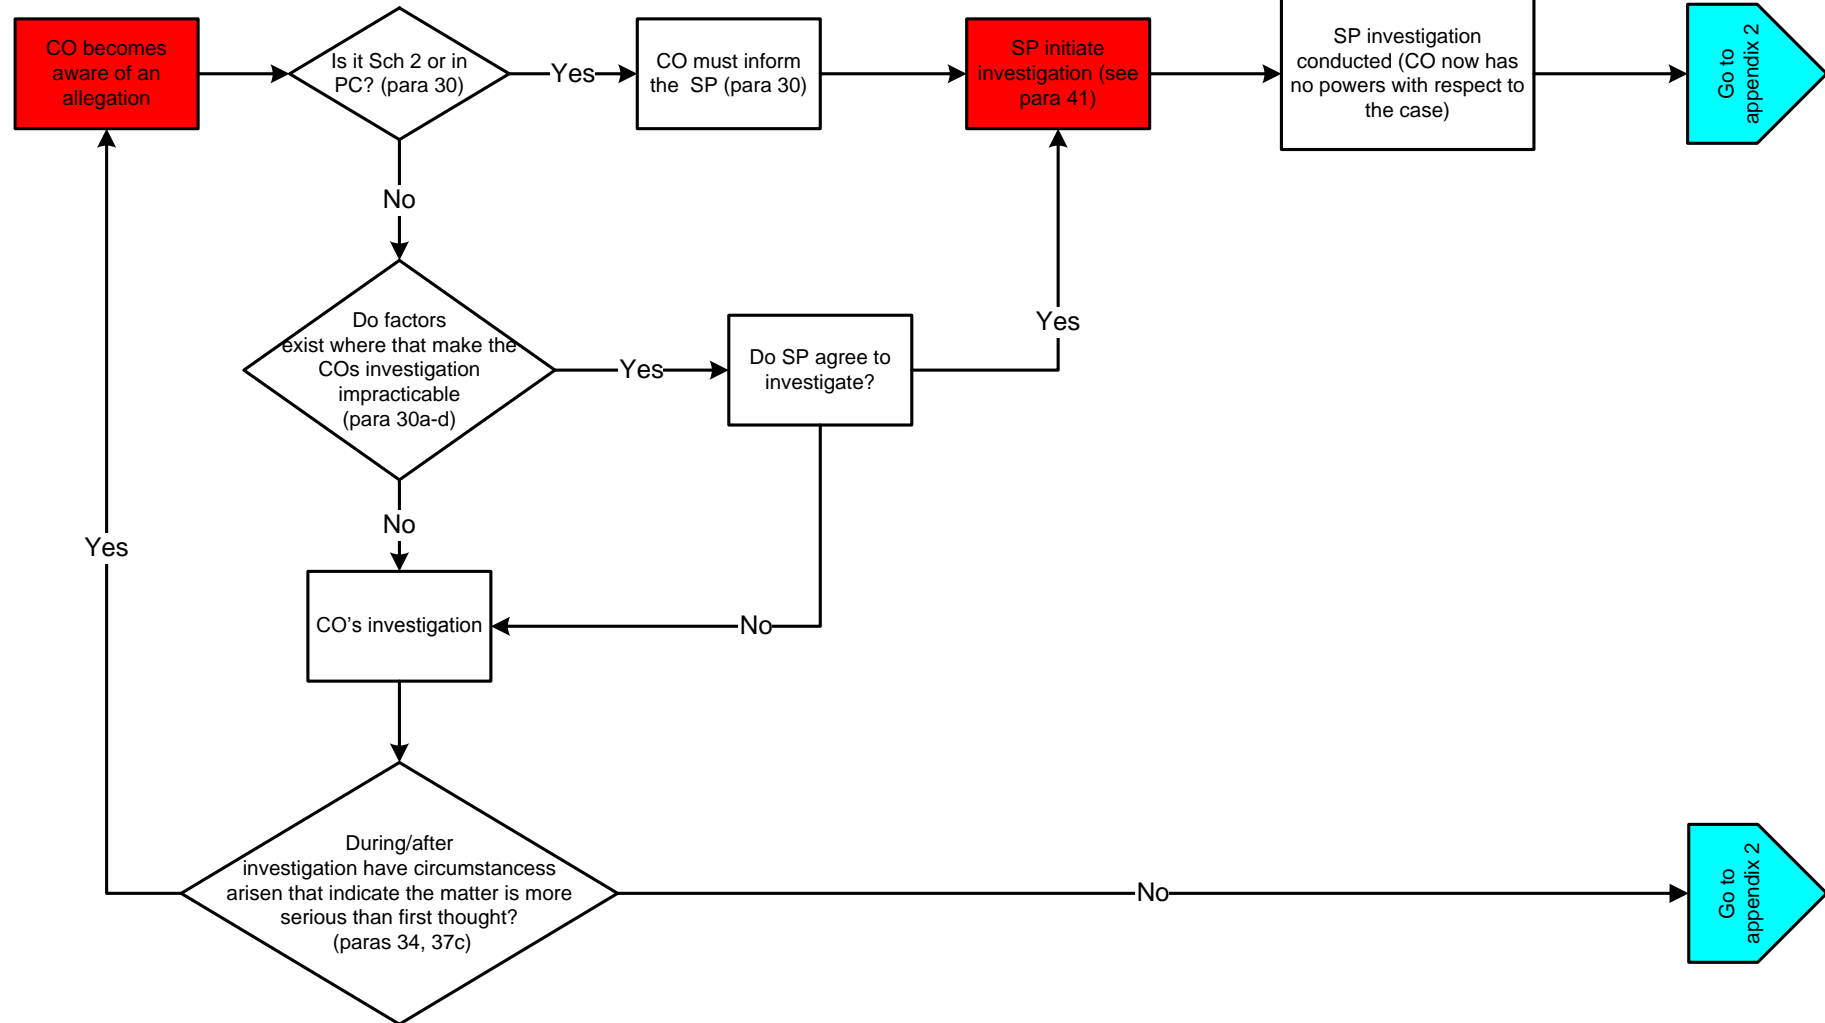 CO becomes
aware of an
allegation
Is it Sch 2 or in
PC? (para 30)
Yes
CO must inform
the  SP (para 30)
SP initiate
investigation (see
para 41)
SP investigation
conducted (CO now has
no powers with respect to
the case)
Go to
appendix 2
No
Do factors
exist where that make the
COs investigation
impracticable
(para 30a-d)
Yes
Do SP agree to
investigate?
Yes
No
CO’s investigation
No
Yes
During/after
investigation have circumstancess
arisen that indicate the matter is more
serious than first thought?
(paras 34, 37c)
No
Go to
appendix 2